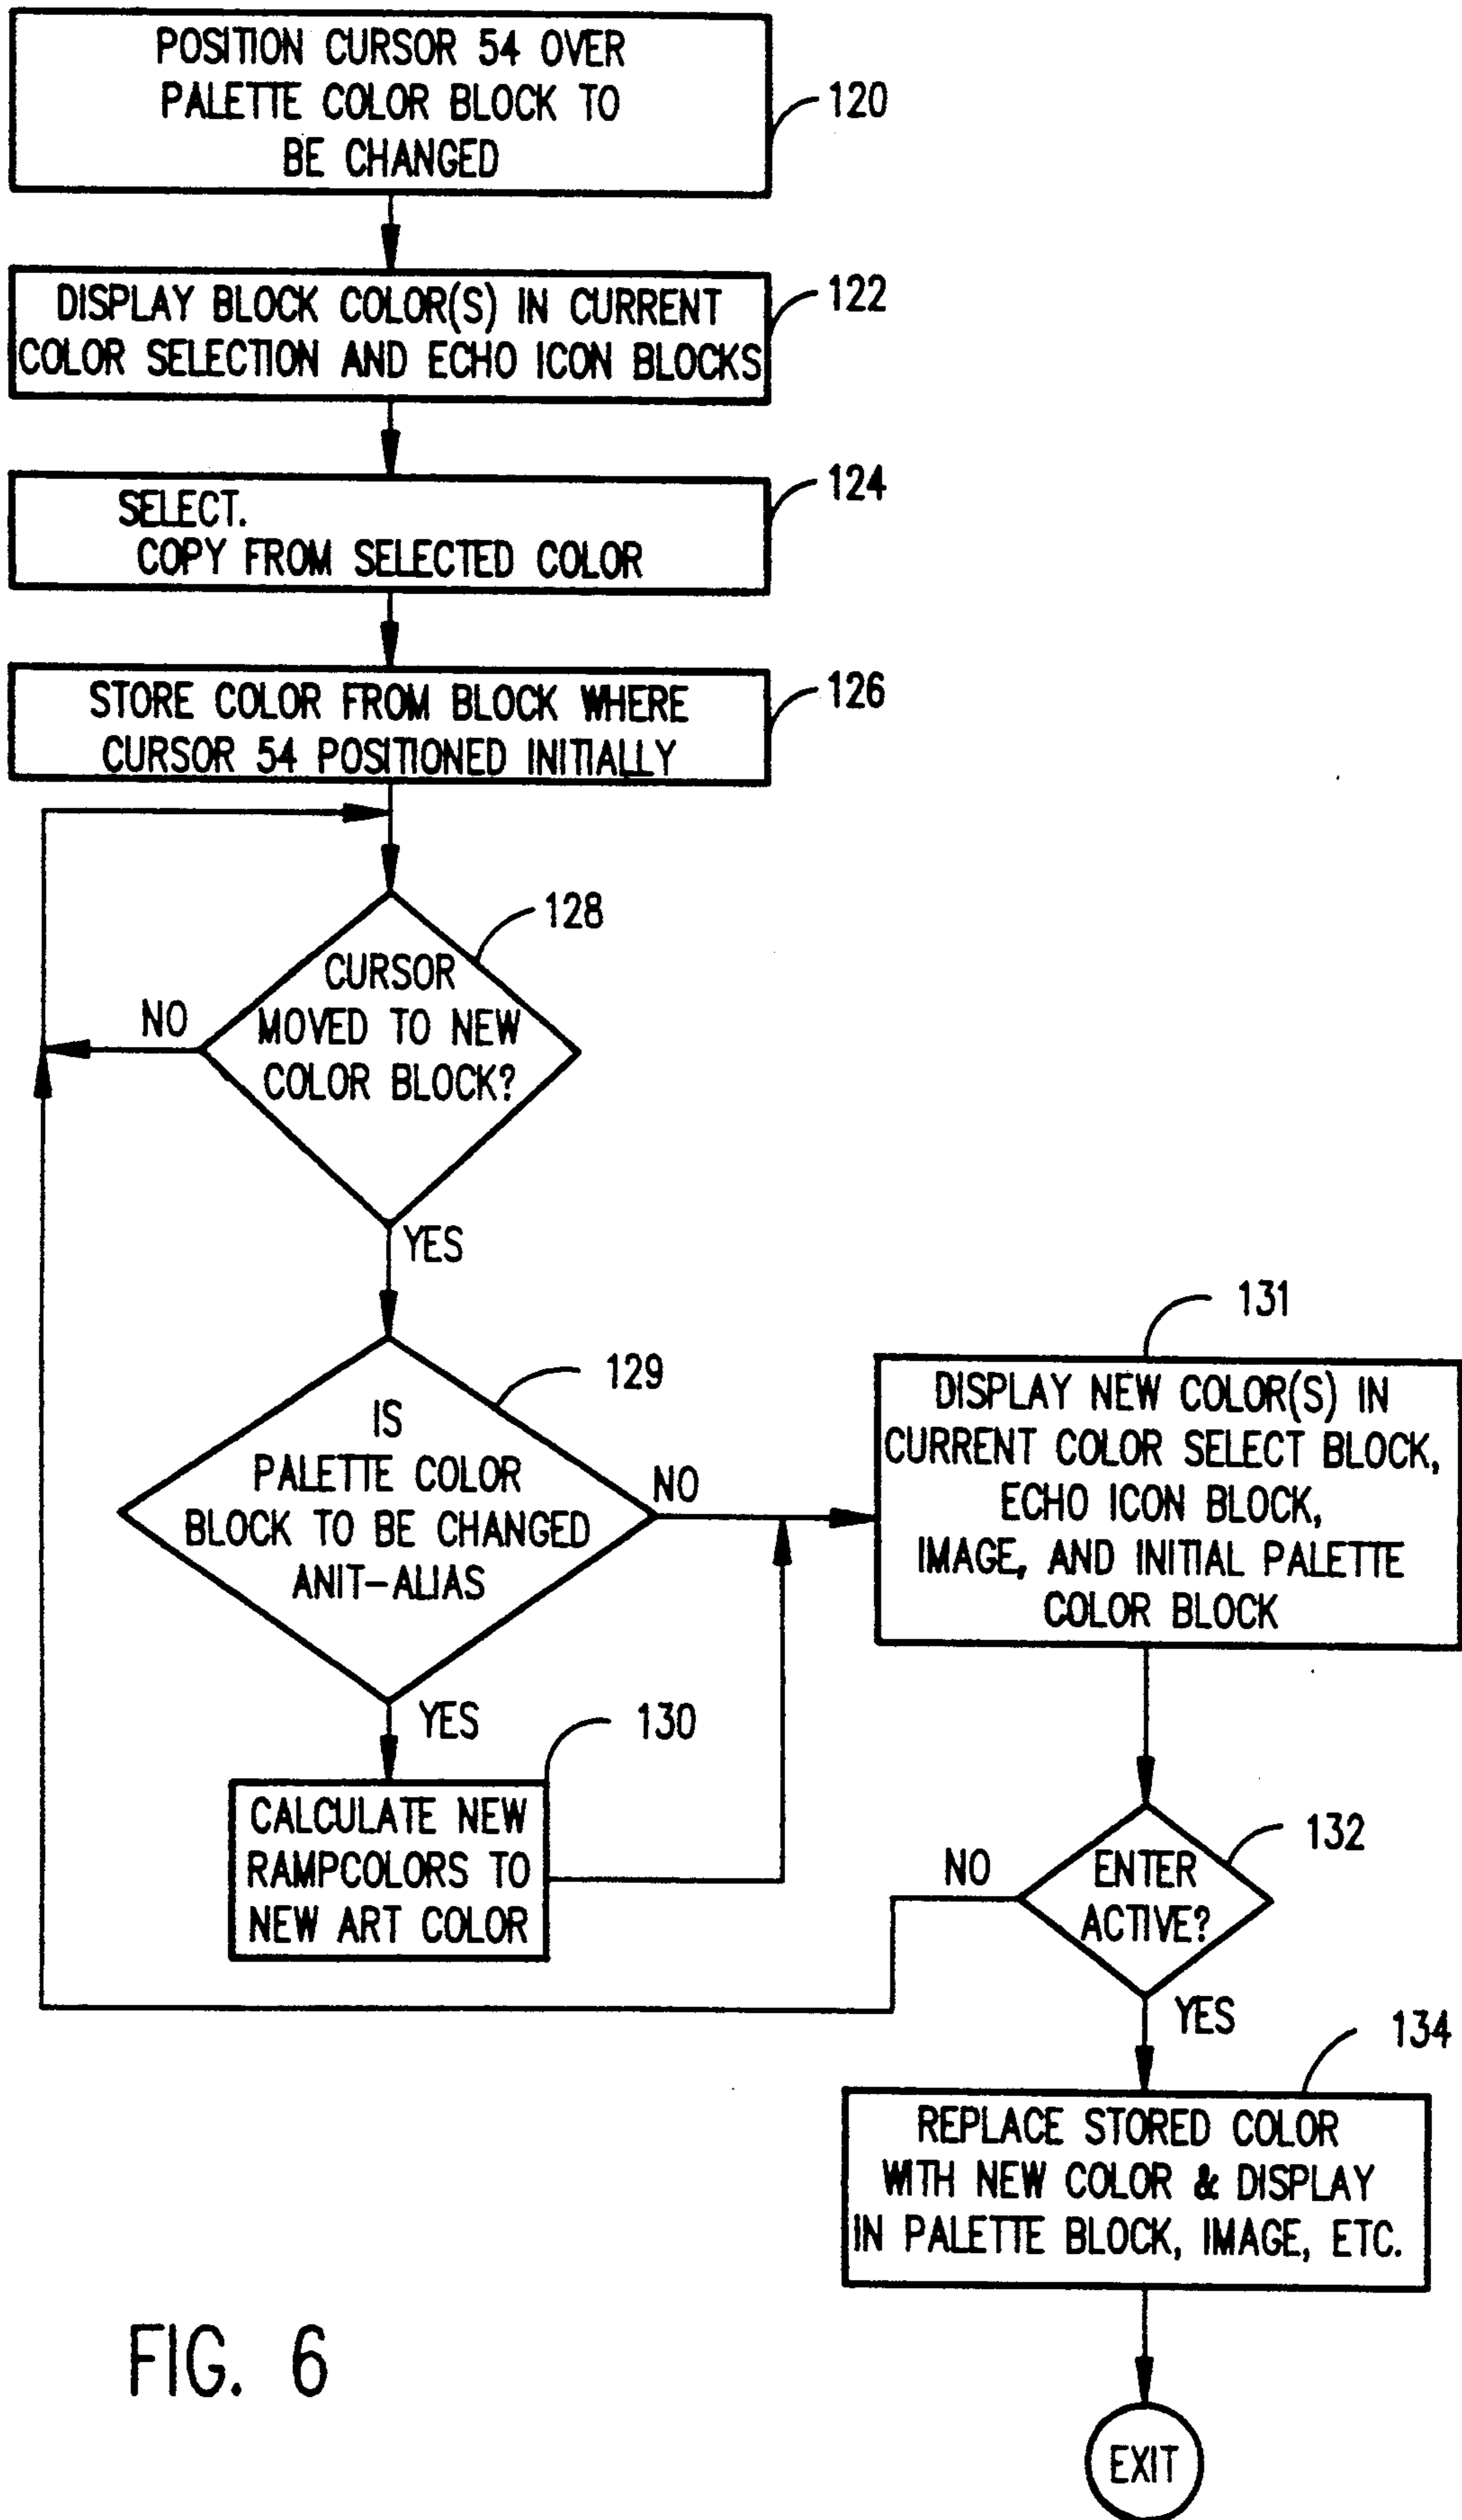 POSITION CURSOR 54 OVER
PALETTE COLOR BLOCK TO
BE CHANGED
120
DISPLAY BLOCK COLOR(S) IN CURRENT
COLOR SELECTION AND ECHO ICON BLOCKS
122
SELECT.
COPY FROM SELECTED COLOR
124
STORE COLOR FROM BLOCK WHERE
CURSOR 54 POSITIONED INITIALLY
126
CURSOR
MOVED TO NEW
COLOR BLOCK?
128
NO
YES
IS
PALETTE COLOR
BLOCK TO BE CHANGED
ANIT-ALIAS
129
NO
YES
CALCULATE NEW
RAMPCOLORS TO
NEW ART COLOR
130
DISPLAY NEW COLOR(S) IN
CURRENT COLOR SELECT BLOCK,
ECHO ICON BLOCK,
IMAGE, AND INITIAL PALETTE
COLOR BLOCK
131
ENTER
ACTIVE?
132
NO
YES
REPLACE STORED COLOR
WITH NEW COLOR & DISPLAY
IN PALETTE BLOCK, IMAGE, ETC.
134
EXIT
FIG. 6